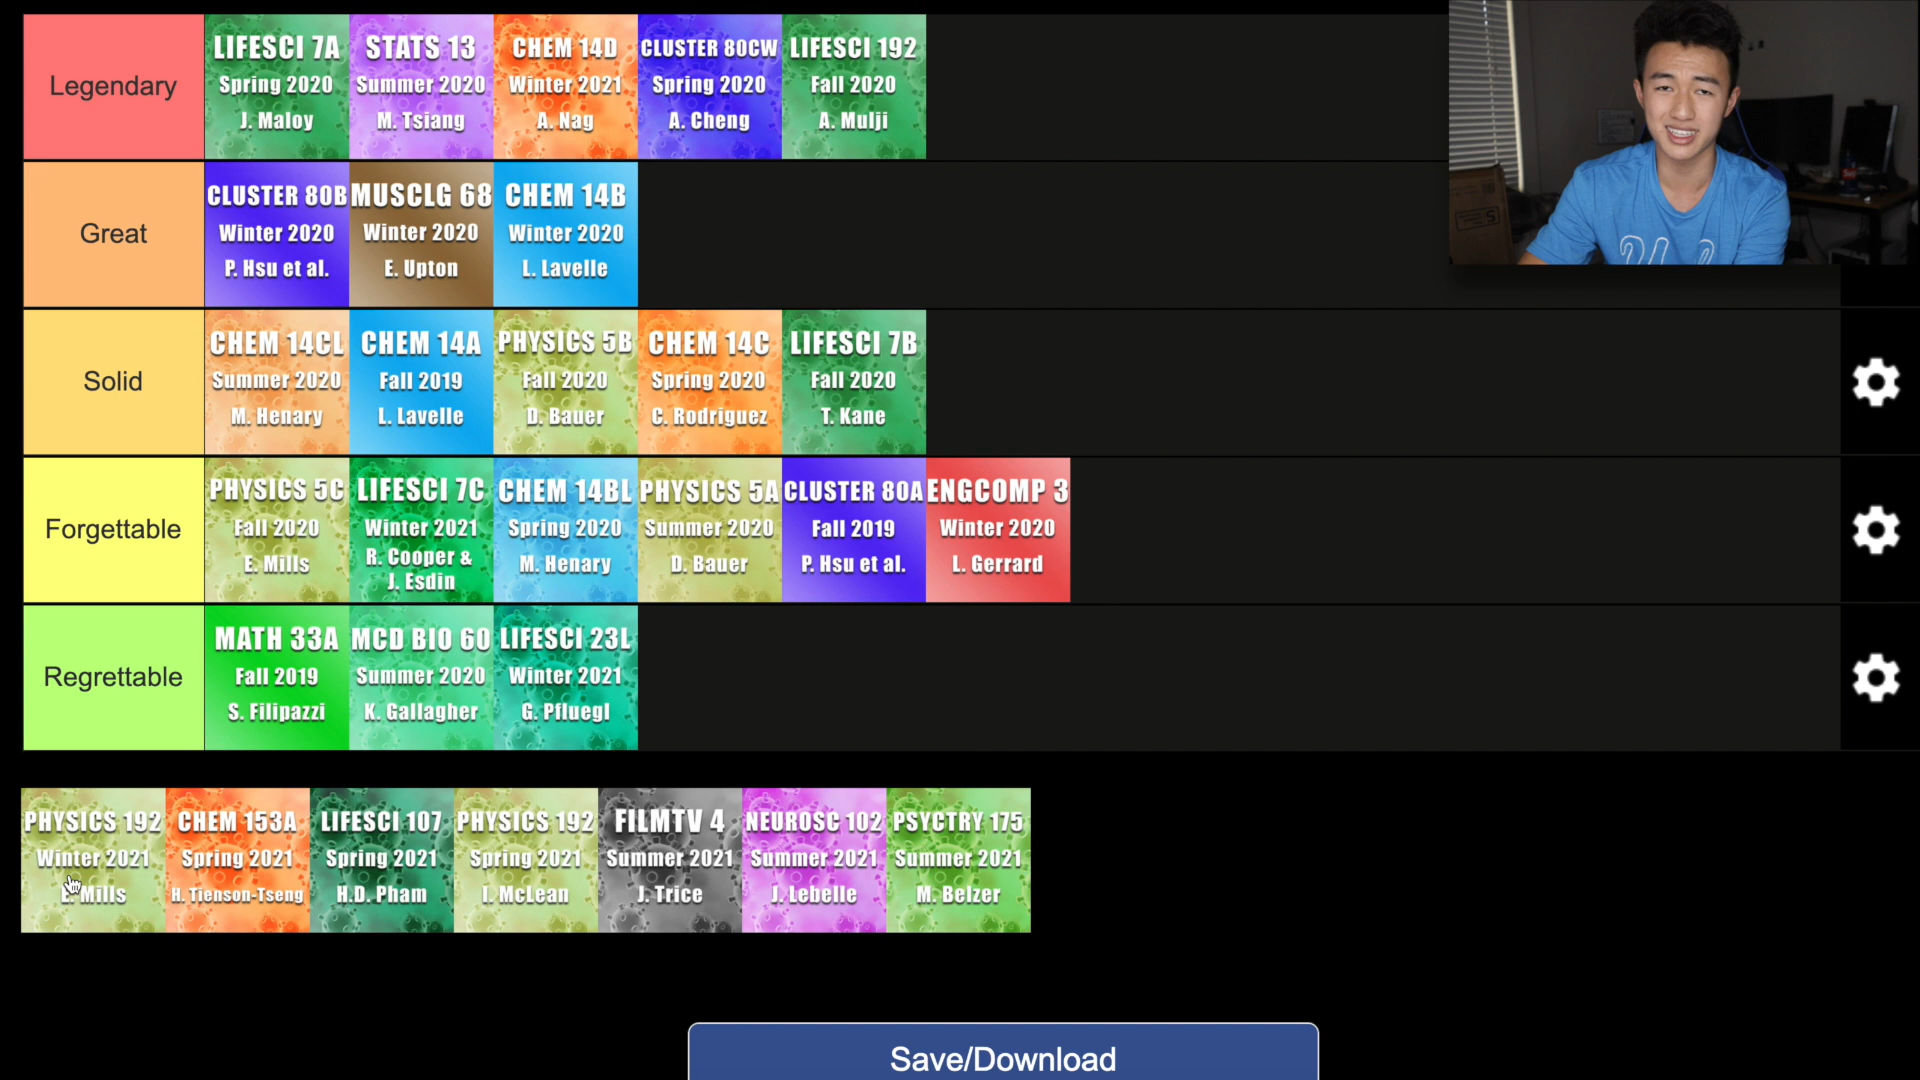 Legendary
LIFESCI 7A
Spring 2020
J. Maloy
STATS 13
Summer 2020
M. Tsiang
CHEM 14D
Winter 2021
A. Nag
CLUSTER 80CW
Spring 2020
A. Cheng
LIFESCI 192
Fall 2020
A. Mulji
Great
CLUSTER 80B
Winter 2020
P. Hsu et al.
MUSCLG 68
Winter 2020
E. Upton
CHEM 14B
Winter 2020
L. Lavelle
Solid
CHEM 14CL
Summer 2020
M. Henary
CHEM 14A
Fall 2019
L. Lavelle
PHYSICS 5B
Fall 2020
D. Bauer
CHEM 14C
Spring 2020
C. Rodriguez
LIFESCI 7B
Fall 2020
T. Kane
Forgettable
PHYSICS 5C
Fall 2020
E. Mills
LIFESCI 7C
Winter 2021
R. Cooper &
J. Esdin
CHEM 14BL
Spring 2020
M. Henary
PHYSICS 5A
Summer 2020
D. Bauer
CLUSTER 80A
Fall 2019
P. Hsu et al.
ENGCOMP 3
Winter 2020
L. Gerrard
Regrettable
MATH 33A
Fall 2019
S. Filipazzi
MCD BIO 60
Summer 2020
K. Gallagher
LIFESCI 23L
Winter 2021
G. Pfluegl
PHYSICS 192
Winter 2021
E. Mills
CHEM 153A
Spring 2021
H. Tienson-Tseng
LIFESCI 107
Spring 2021
H.D. Pham
PHYSICS 192
Spring 2021
I. McLean
FILMTV 4
Summer 2021
J. Trice
NEUROSC 102
Summer 2021
J. Lebelle
PSYCTRY 175
Summer 2021
M. Belzer
Save/Download